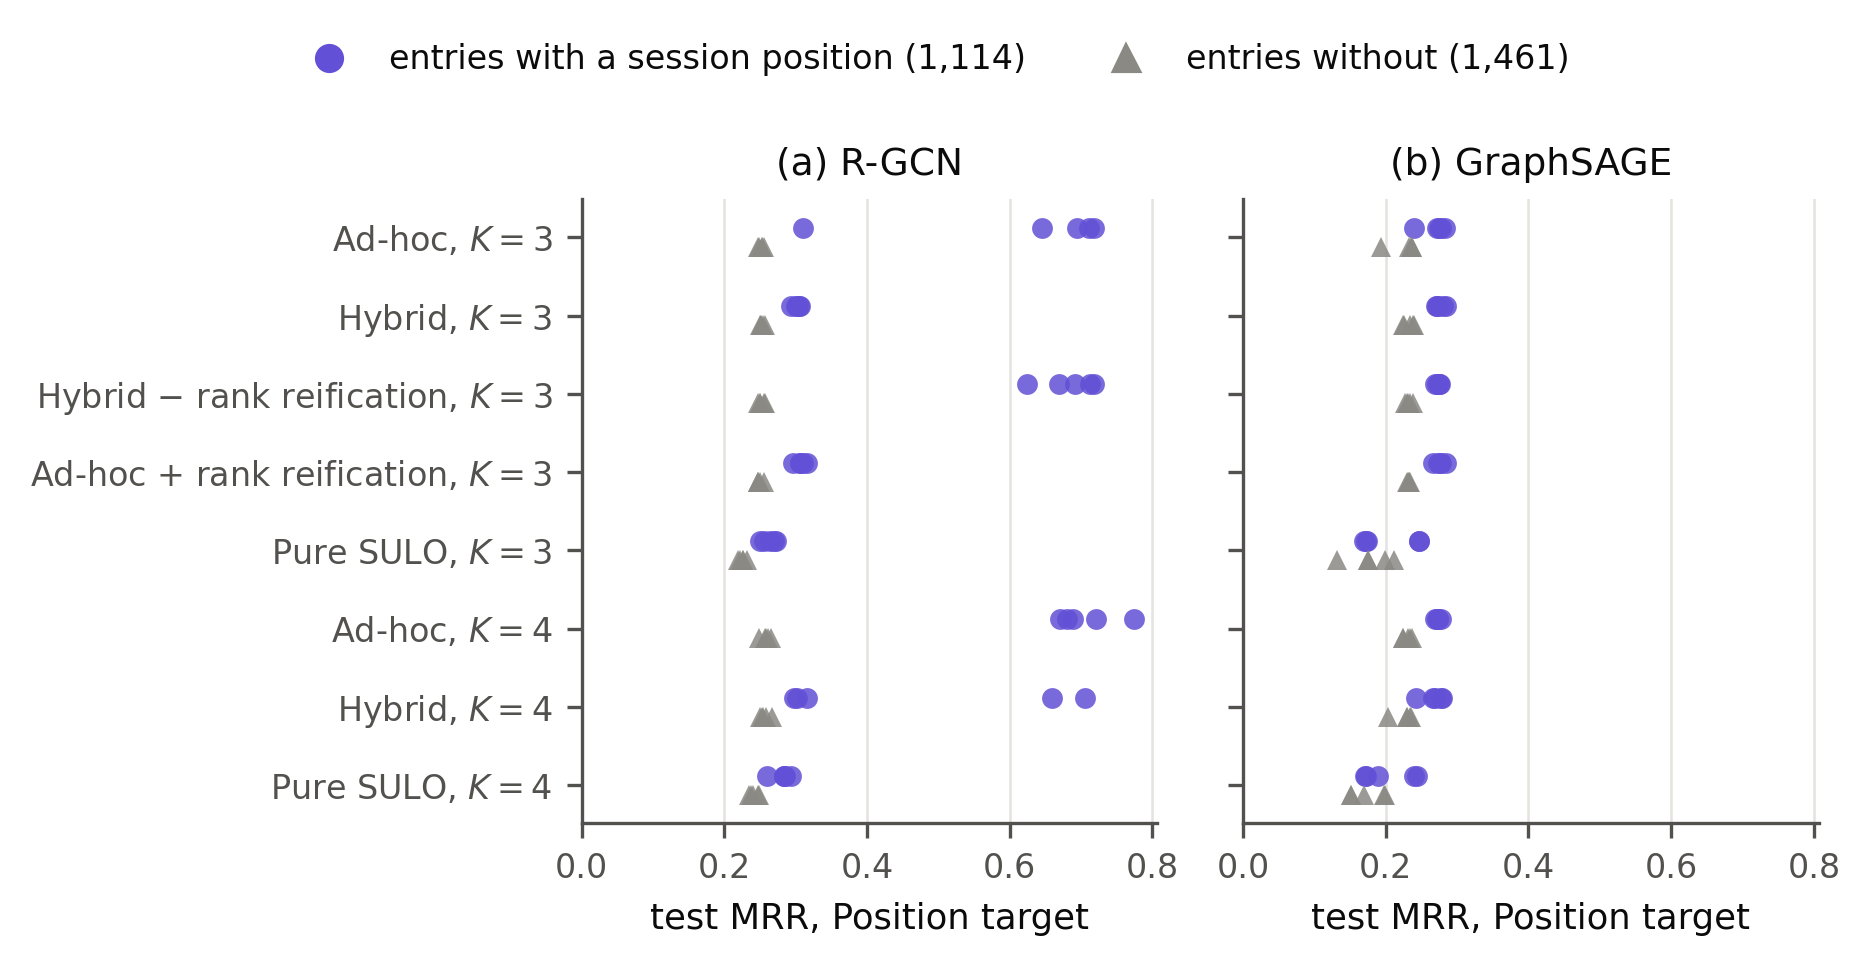 entries with a session position (1,114) entries without (1,461)
(a) R-GCN (b) GraphSAGE
Ad-hoc, K = 3
Hybrid, K = 3
Hybrid − rank reification, K = 3
Ad-hoc + rank reification, K = 3
Pure SULO, K = 3
Ad-hoc, K = 4
Hybrid, K = 4
Pure SULO, K = 4
0.0 0.2 0.4 0.6 0.8 0.0 0.2 0.4 0.6 0.8
test MRR, Position target test MRR, Position target